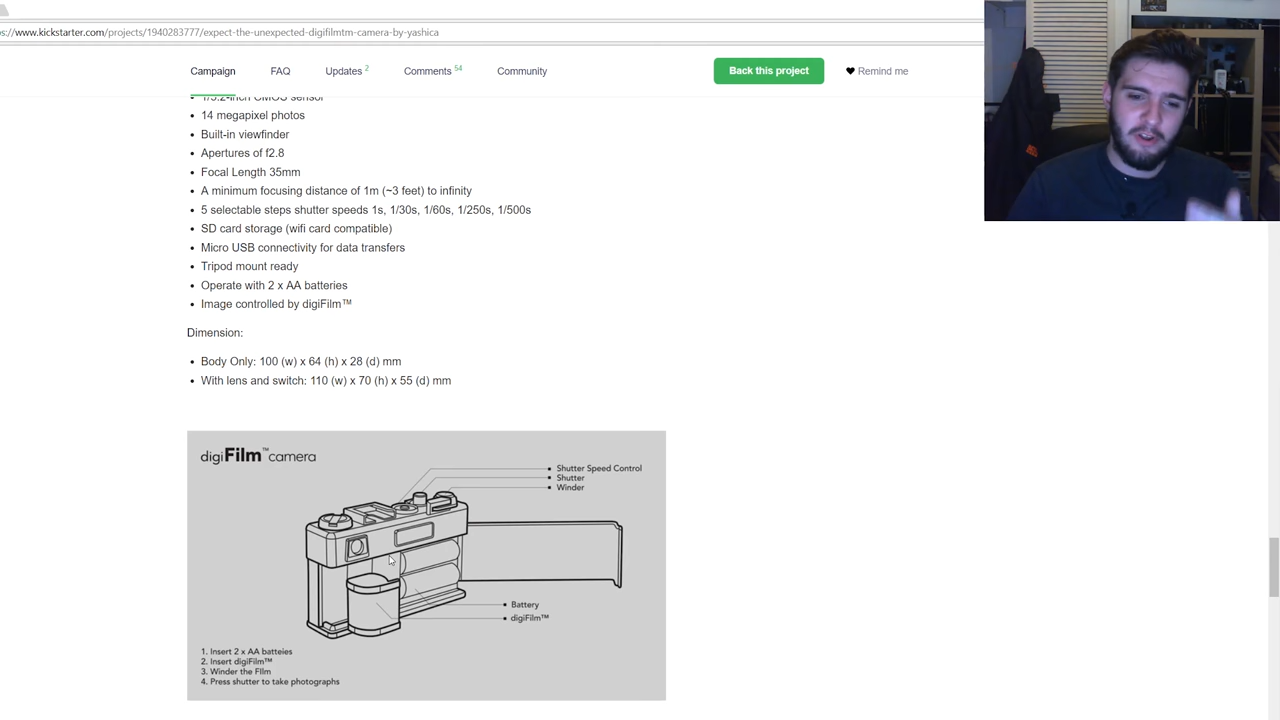 s://www.kickstarter.com/projects/1940283777/expect-the-unexpected-digifilmtm-camera-by-yashica
Campaign FAQ Updates 2 Comments 54 Community Back this project Remind me
1/3.2-inch CMOS sensor
14 megapixel photos
Built-in viewfinder
Apertures of f2.8
Focal Length 35mm
A minimum focusing distance of 1m (~3 feet) to infinity
5 selectable steps shutter speeds 1s, 1/30s, 1/60s, 1/250s, 1/500s
SD card storage (wifi card compatible)
Micro USB connectivity for data transfers
Tripod mount ready
Operate with 2 x AA batteries
Image controlled by digiFilm™
Dimension:
Body Only: 100 (w) x 64 (h) x 28 (d) mm
With lens and switch: 110 (w) x 70 (h) x 55 (d) mm
digiFilm™ camera
Shutter Speed Control
Shutter
Winder
Battery
digiFilm™
1. Insert 2 x AA batteies
2. Insert digiFilm™
3. Winder the FIlm
4. Press shutter to take photographs